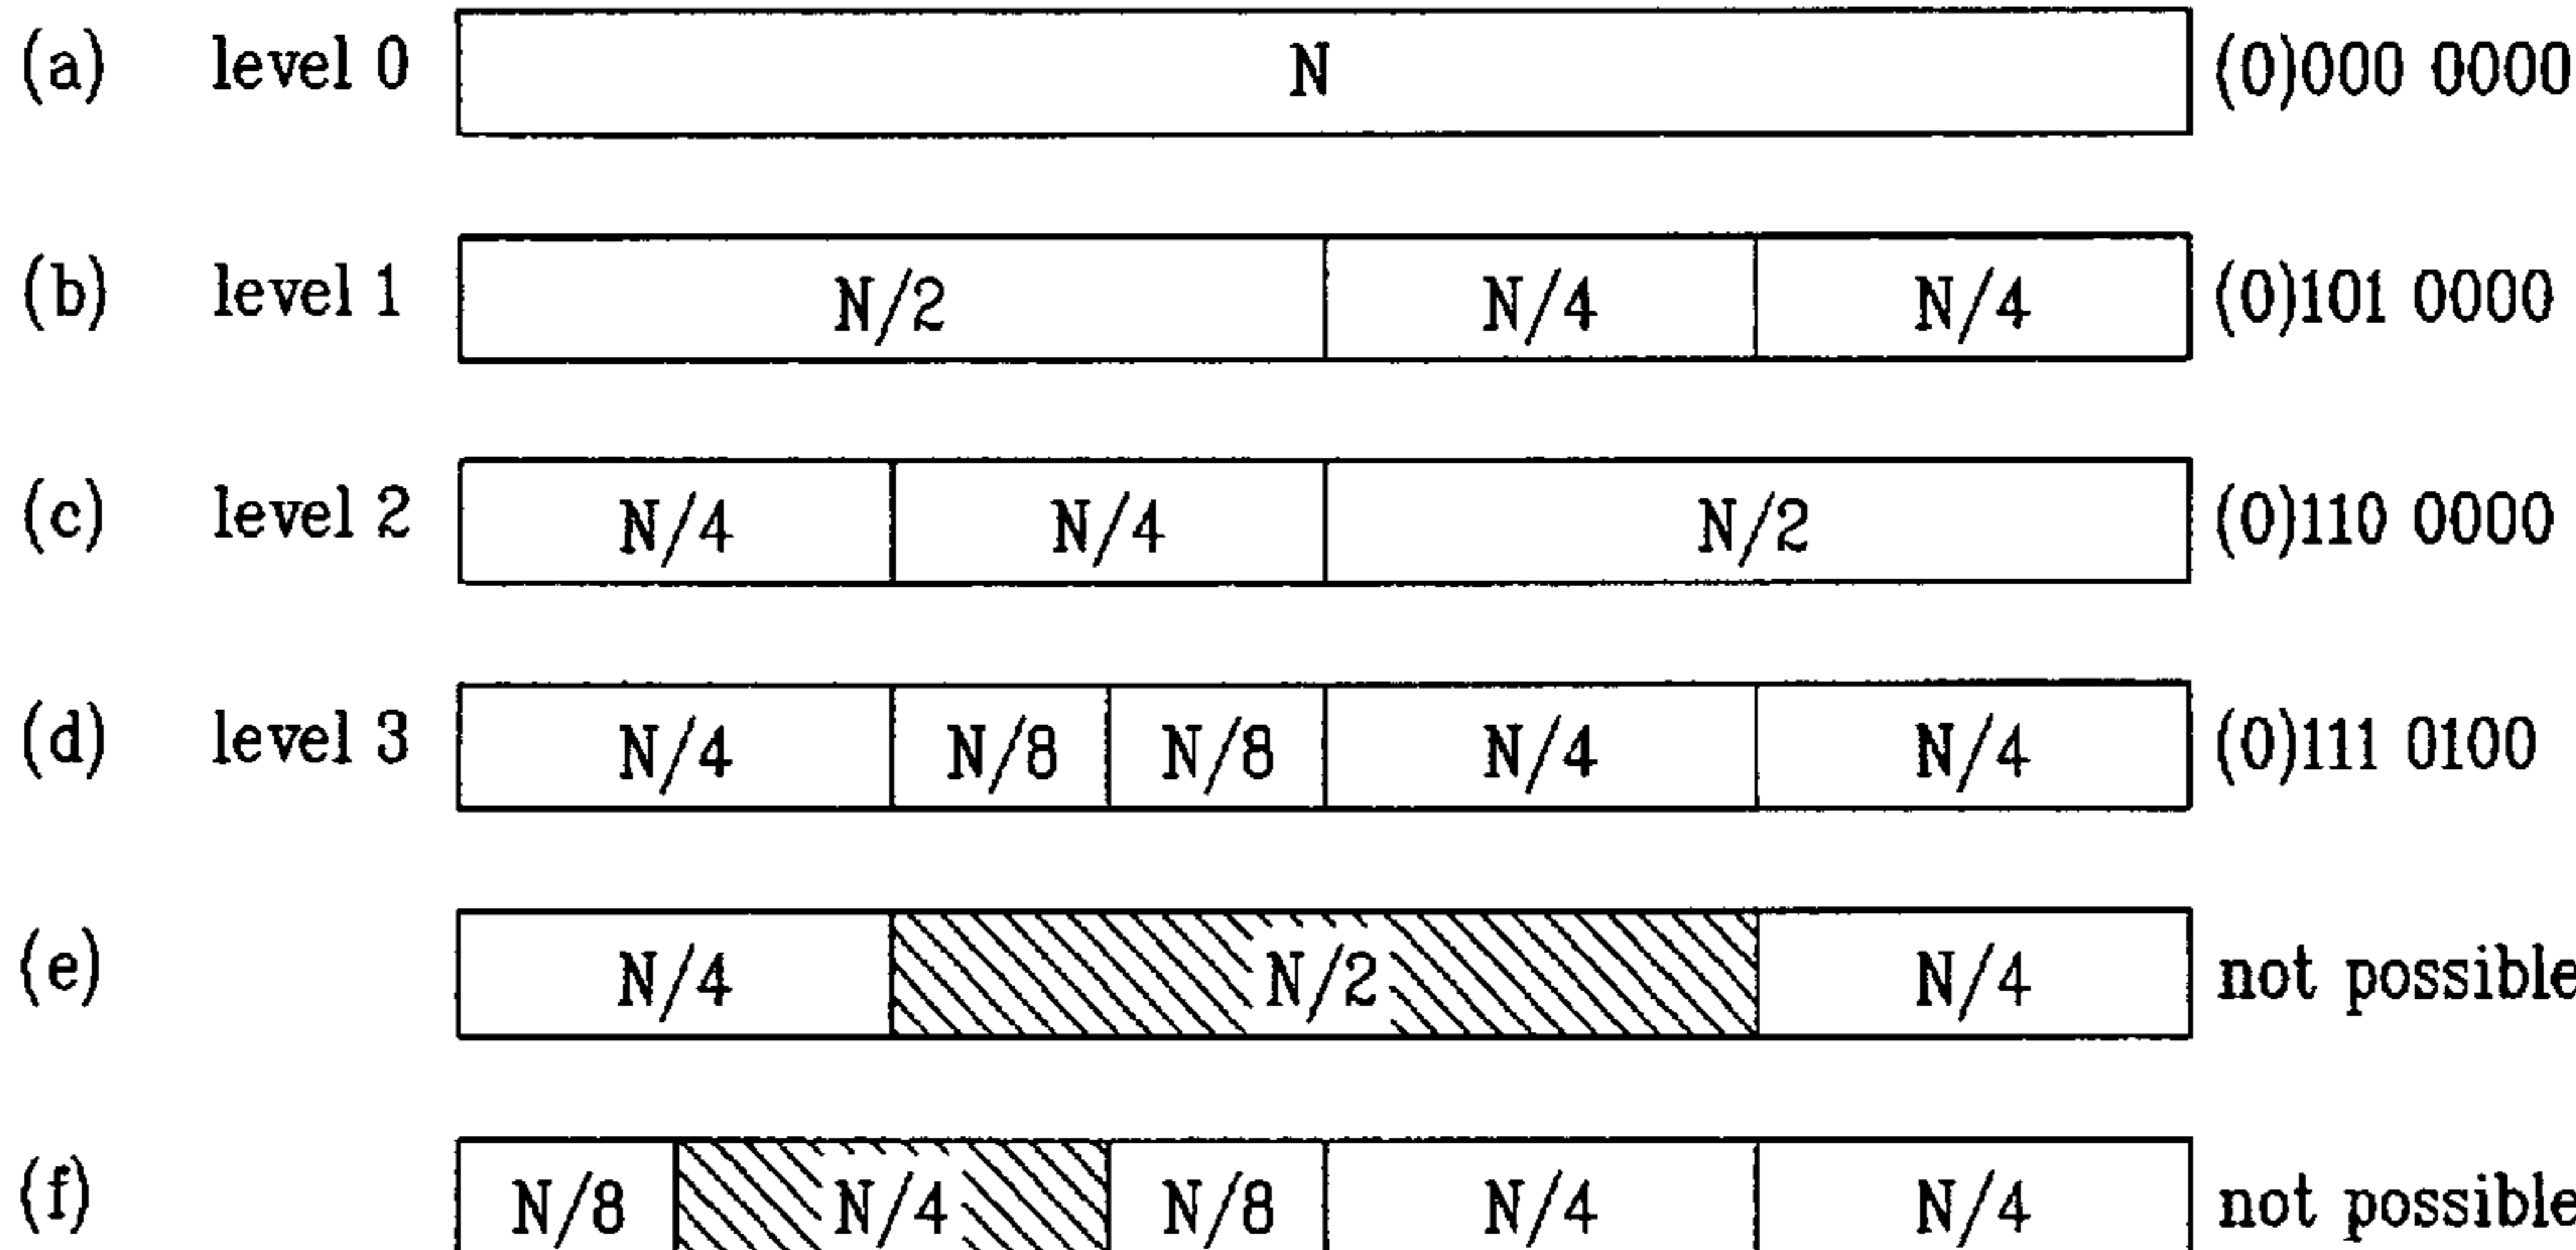 (a) level 0 N (0)000 0000
(b) level 1 N/2 N/4 N/4 (0)101 0000
(c) level 2 N/4 N/4 N/2 (0)110 0000
(d) level 3 N/4 N/8 N/8 N/4 N/4 (0)111 0100
(e) N/4 N/2 N/4 not possible
(f) N/8 N/4 N/8 N/4 N/4 not possible